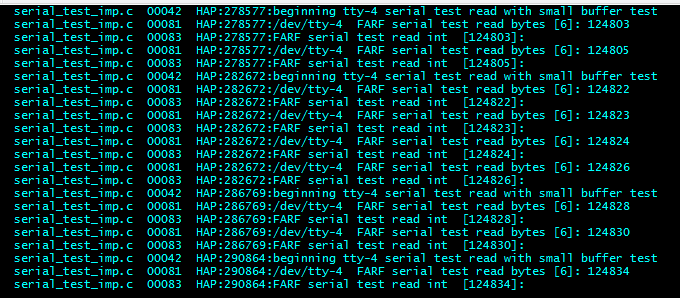 serial_test_imp.c 00042 HAP:278577:beginning tty-4 serial test read with small buffer test
serial_test_imp.c 00081 HAP:278577:/dev/tty-4 FARF serial test read bytes [6]: 124803
serial_test_imp.c 00083 HAP:278577:FARF serial test read int [124803]:
serial_test_imp.c 00081 HAP:278577:/dev/tty-4 FARF serial test read bytes [6]: 124805
serial_test_imp.c 00083 HAP:278577:FARF serial test read int [124805]:
serial_test_imp.c 00042 HAP:282672:beginning tty-4 serial test read with small buffer test
serial_test_imp.c 00081 HAP:282672:/dev/tty-4 FARF serial test read bytes [6]: 124822
serial_test_imp.c 00083 HAP:282672:FARF serial test read int [124822]:
serial_test_imp.c 00081 HAP:282672:/dev/tty-4 FARF serial test read bytes [6]: 124823
serial_test_imp.c 00083 HAP:282672:FARF serial test read int [124823]:
serial_test_imp.c 00081 HAP:282672:/dev/tty-4 FARF serial test read bytes [6]: 124824
serial_test_imp.c 00083 HAP:282672:FARF serial test read int [124824]:
serial_test_imp.c 00081 HAP:282672:/dev/tty-4 FARF serial test read bytes [6]: 124826
serial_test_imp.c 00083 HAP:282672:FARF serial test read int [124826]:
serial_test_imp.c 00042 HAP:286769:beginning tty-4 serial test read with small buffer test
serial_test_imp.c 00081 HAP:286769:/dev/tty-4 FARF serial test read bytes [6]: 124828
serial_test_imp.c 00083 HAP:286769:FARF serial test read int [124828]:
serial_test_imp.c 00081 HAP:286769:/dev/tty-4 FARF serial test read bytes [6]: 124830
serial_test_imp.c 00083 HAP:286769:FARF serial test read int [124830]:
serial_test_imp.c 00042 HAP:290864:beginning tty-4 serial test read with small buffer test
serial_test_imp.c 00081 HAP:290864:/dev/tty-4 FARF serial test read bytes [6]: 124834
serial_test_imp.c 00083 HAP:290864:FARF serial test read int [124834]: